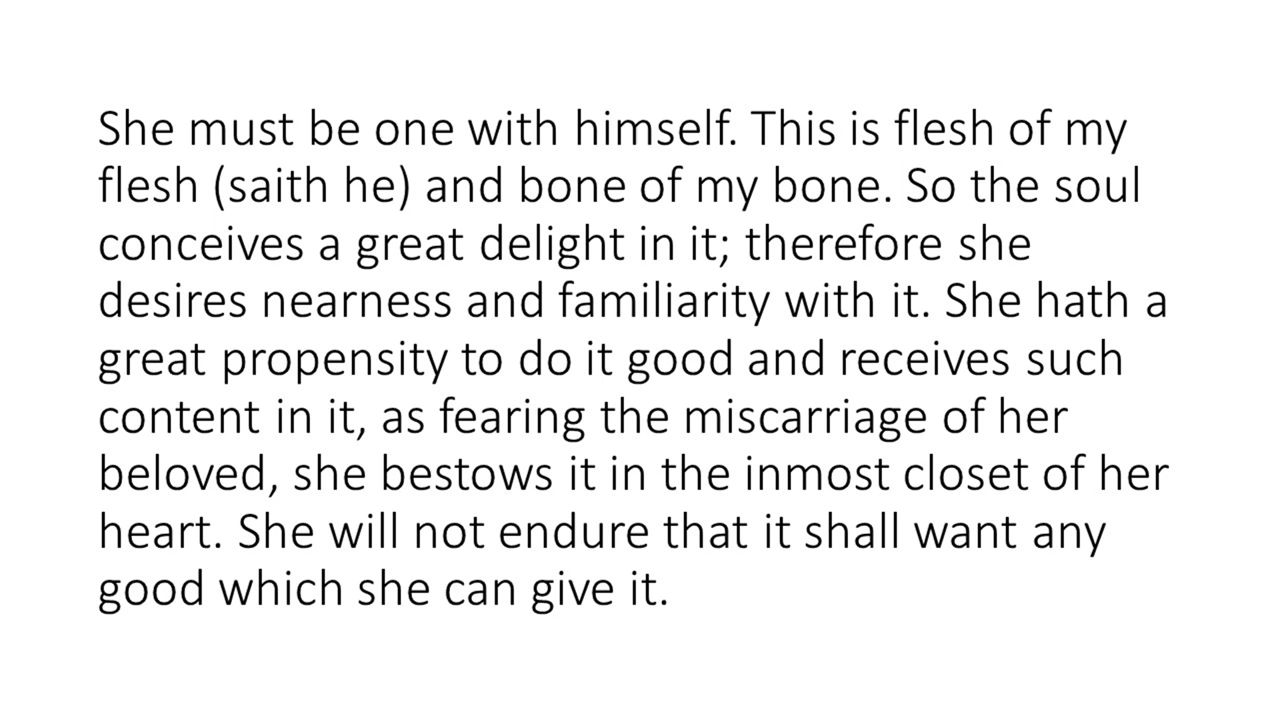 She must be one with himself. This is flesh of my
flesh (saith he) and bone of my bone. So the soul
conceives a great delight in it; therefore she
desires nearness and familiarity with it. She hath a
great propensity to do it good and receives such
content in it, as fearing the miscarriage of her
beloved, she bestows it in the inmost closet of her
heart. She will not endure that it shall want any
good which she can give it.